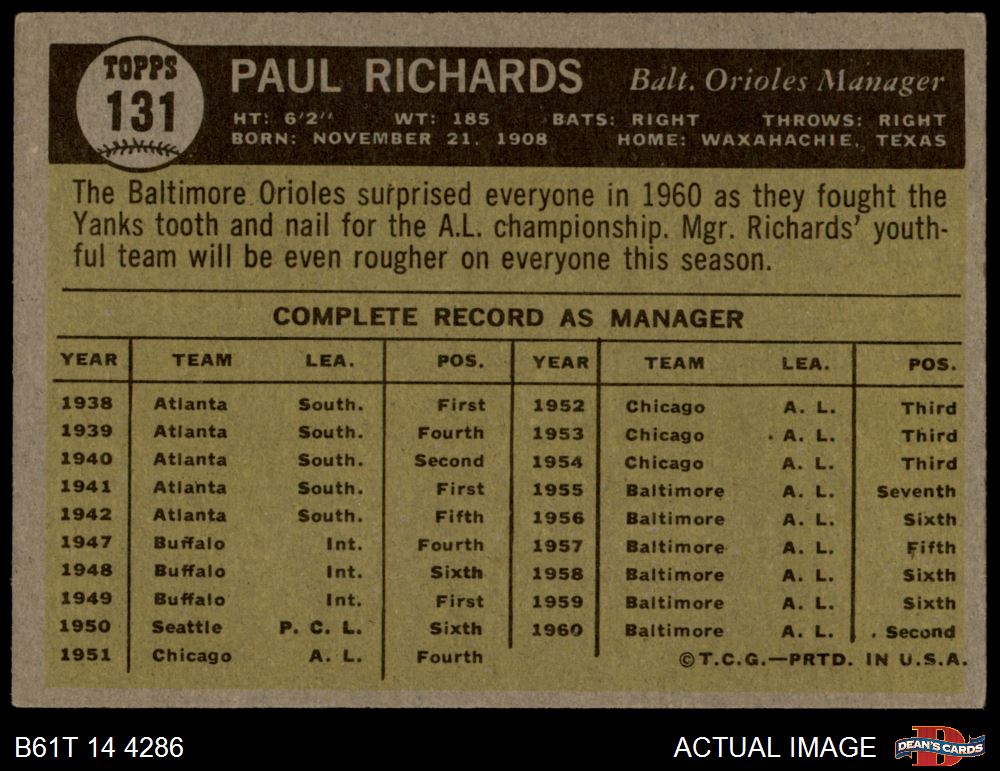 TOPPS
131
PAUL RICHARDS Balt. Orioles Manager
HT: 6'2" WT: 185 BATS: RIGHT THROWS: RIGHT
BORN: NOVEMBER 21, 1908 HOME: WAXAHACHIE, TEXAS
The Baltimore Orioles surprised everyone in 1960 as they fought the
Yanks tooth and nail for the A.L. championship. Mgr. Richards' youth-
ful team will be even rougher on everyone this season.
COMPLETE RECORD AS MANAGER
YEAR TEAM LEA. POS. YEAR TEAM LEA. POS.
1938 Atlanta South. First 1952 Chicago A. L. Third
1939 Atlanta South. Fourth 1953 Chicago A. L. Third
1940 Atlanta South. Second 1954 Chicago A. L. Third
1941 Atlanta South. First 1955 Baltimore A. L. Seventh
1942 Atlanta South. Fifth 1956 Baltimore A. L. Sixth
1947 Buffalo Int. Fourth 1957 Baltimore A. L. Fifth
1948 Buffalo Int. Sixth 1958 Baltimore A. L. Sixth
1949 Buffalo Int. First 1959 Baltimore A. L. Sixth
1950 Seattle P. C. L. Sixth 1960 Baltimore A. L. Second
1951 Chicago A. L. Fourth ©T.C.G.—PRTD. IN U.S.A.
B61T 14 4286 ACTUAL IMAGE DEAN'S CARDS